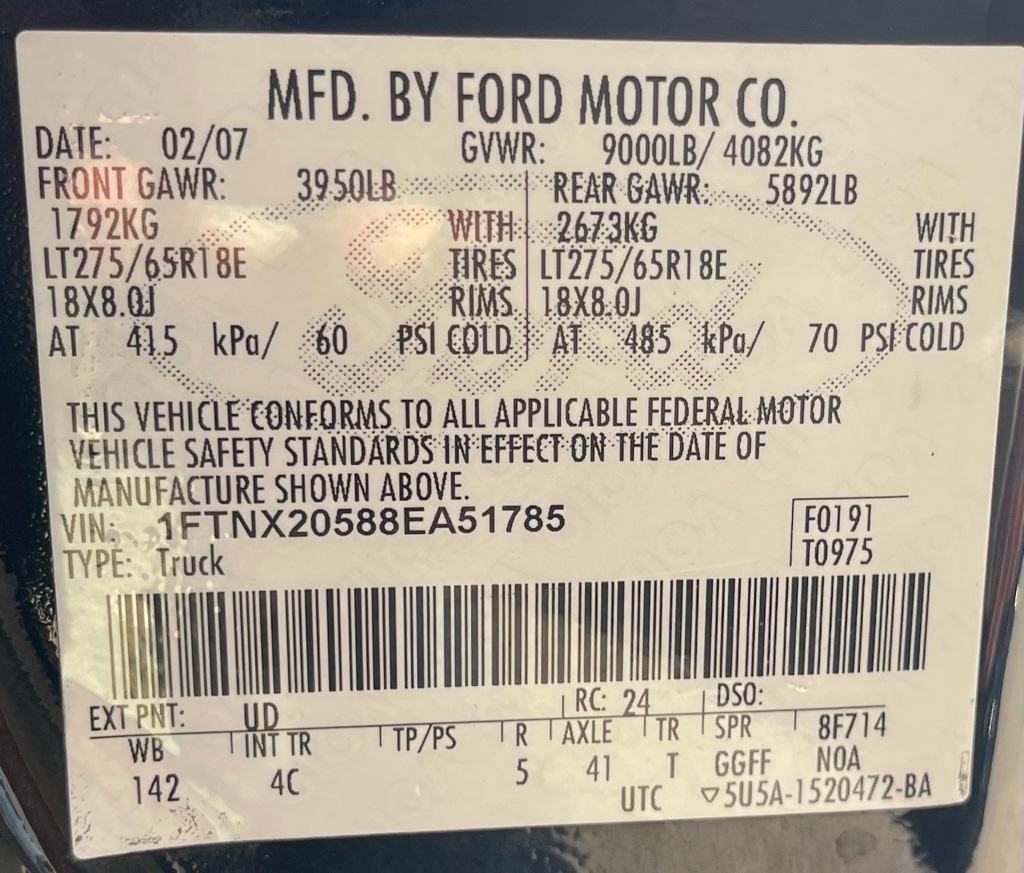 MFD. BY FORD MOTOR CO.
DATE: 02/07 GVWR: 9000LB/ 4082KG
FRONT GAWR: 3950LB REAR GAWR: 5892LB
1792KG WITH 2673KG WITH
LT275/65R18E TIRES LT275/65R18E TIRES
18X8.0J RIMS 18X8.0J RIMS
AT 415 kPa/ 60 PSI COLD AT 485 kPa/ 70 PSI COLD
THIS VEHICLE CONFORMS TO ALL APPLICABLE FEDERAL MOTOR
VEHICLE SAFETY STANDARDS IN EFFECT ON THE DATE OF
MANUFACTURE SHOWN ABOVE.
VIN: 1FTNX20588EA51785 F0191
TYPE: Truck T0975
EXT PNT: UD RC: 24 DSO:
WB INT TR TP/PS R AXLE TR SPR 8F714
142 4C 5 41 T GGFF NOA
UTC ▽5U5A-1520472-BA